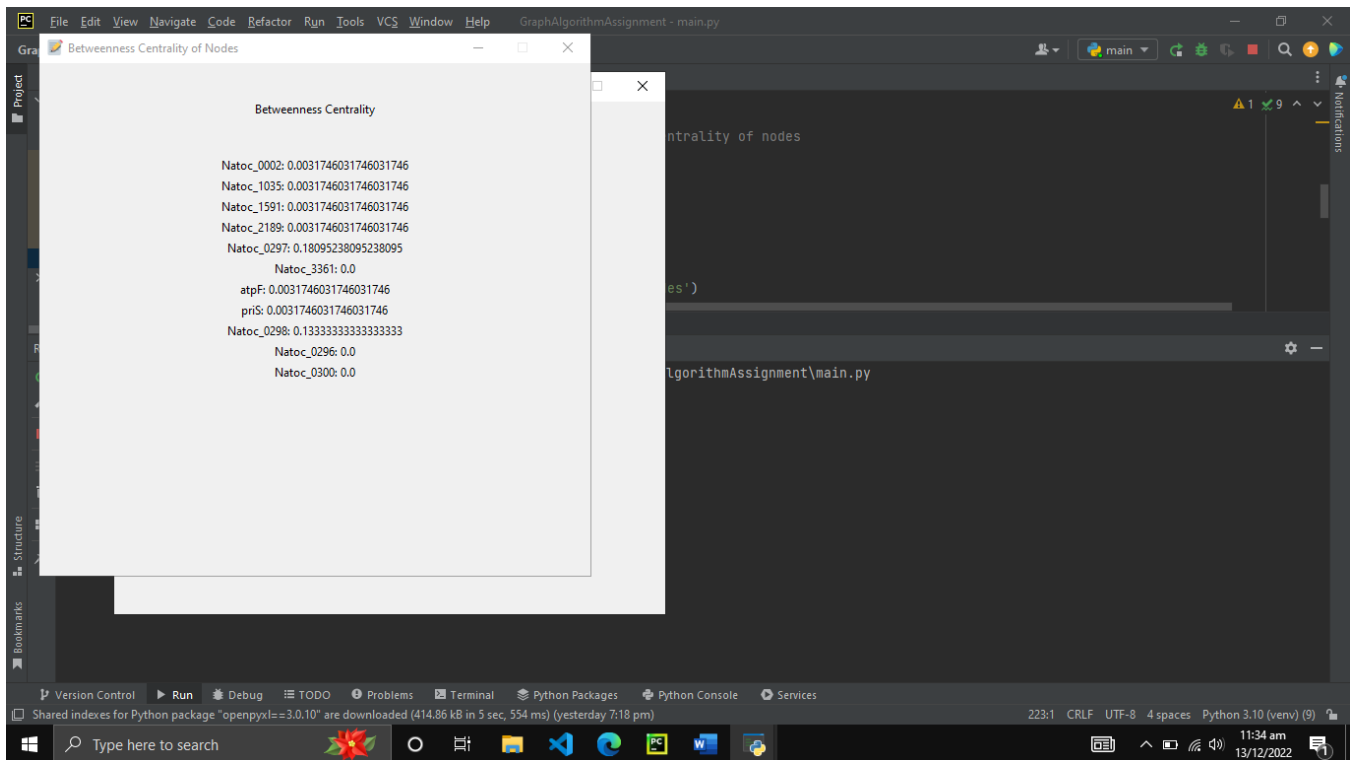 PC File Edit View Navigate Code Refactor Run Tools VCS Window Help GraphAlgorithmAssignment - main.py
Gra
Betweenness Centrality of Nodes
main
Project
Notifications
1 9
Betweenness Centrality
ntrality of nodes
Natoc_0002: 0.0031746031746031746
Natoc_1035: 0.0031746031746031746
Natoc_1591: 0.0031746031746031746
Natoc_2189: 0.0031746031746031746
Natoc_0297: 0.18095238095238095
Natoc_3361: 0.0
atpF: 0.0031746031746031746
es')
priS: 0.0031746031746031746
Natoc_0298: 0.13333333333333333
Natoc_0296: 0.0
R
Natoc_0300: 0.0
lgorithmAssignment\main.py
Structure
Bookmarks
Version Control Run Debug TODO Problems Terminal Python Packages Python Console Services
Shared indexes for Python package "openpyxl==3.0.10" are downloaded (414.86 kB in 5 sec, 554 ms) (yesterday 7:18 pm) 223:1 CRLF UTF-8 4 spaces Python 3.10 (venv) (9)
Type here to search
PC
W
11:34 am
13/12/2022
1